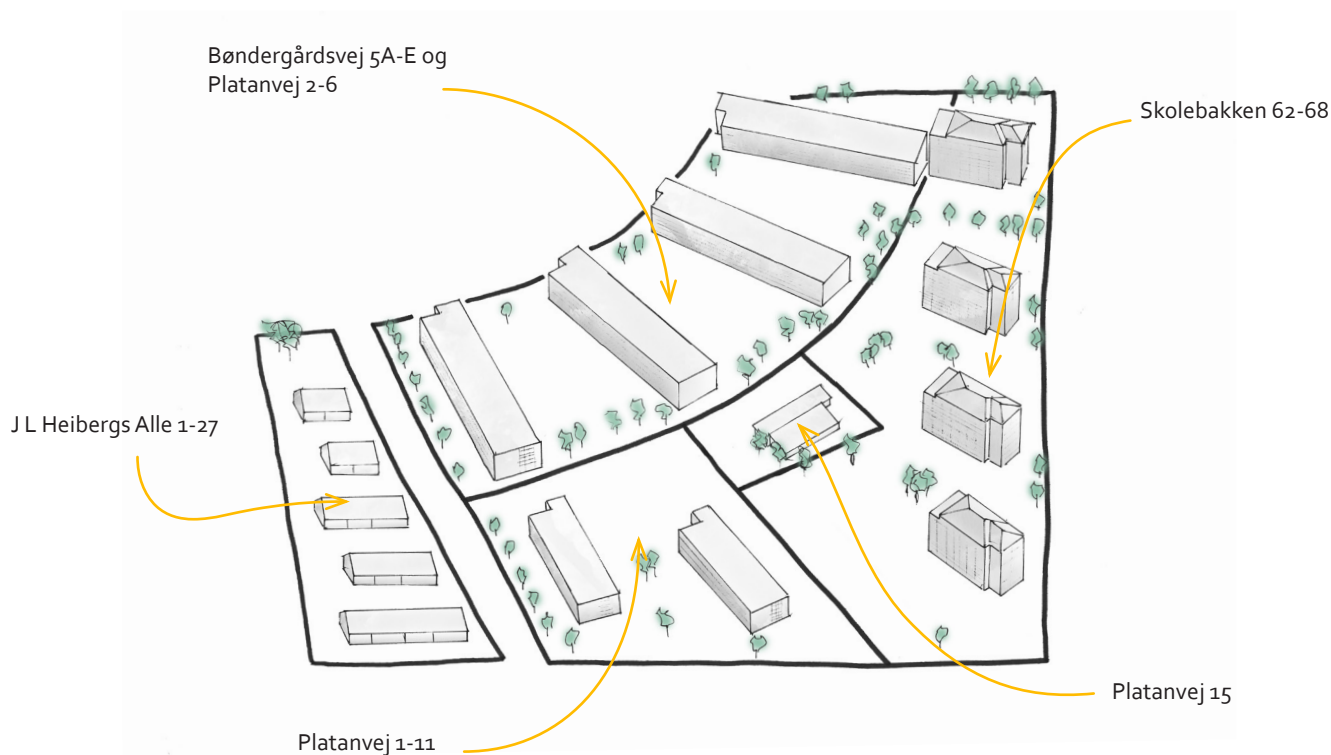 Bøndergårdsvej 5A-E og
Platanvej 2-6
Skolebakken 62-68
J L Heibergs Alle 1-27
Platanvej 15
Platanvej 1-11